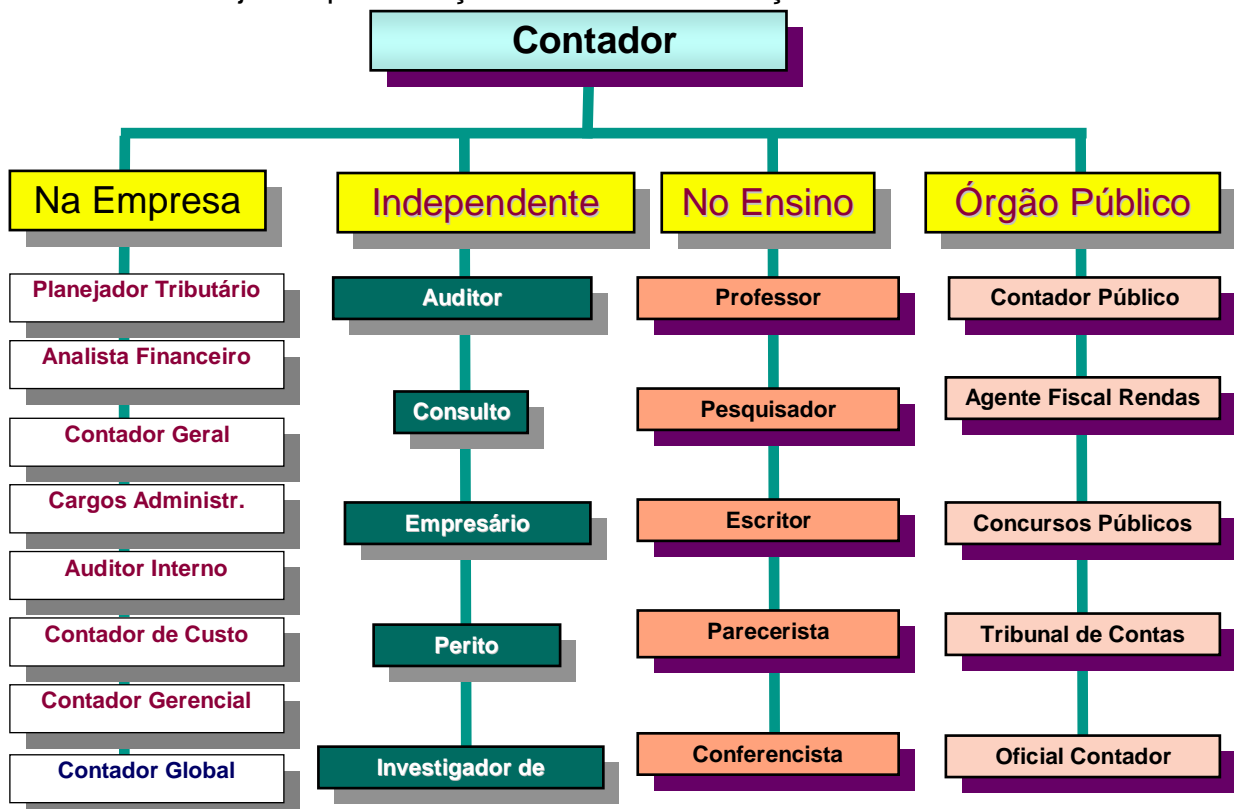 Contador
Na Empresa
Planejador Tributário
Analista Financeiro
Contador Geral
Cargos Administr.
Auditor Interno
Contador de Custo
Contador Gerencial
Contador Global
Independente
Auditor
Consulto
Empresário
Perito
Investigador de
No Ensino
Professor
Pesquisador
Escritor
Parecerista
Conferencista
Órgão Público
Contador Público
Agente Fiscal Rendas
Concursos Públicos
Tribunal de Contas
Oficial Contador